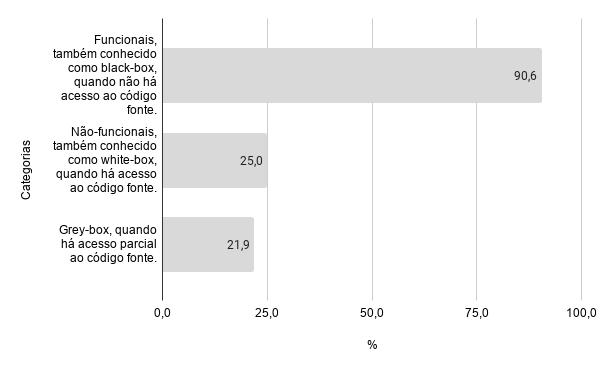 Funcionais,
também conhecido
como black-box,
quando não há
acesso ao código
fonte.
90,6
Não-funcionais,
também conhecido
como white-box,
quando há acesso
ao código fonte.
25,0
Grey-box, quando
há acesso parcial
ao código fonte.
21,9
Categorias
0,0
25,0
50,0
75,0
100,0
%